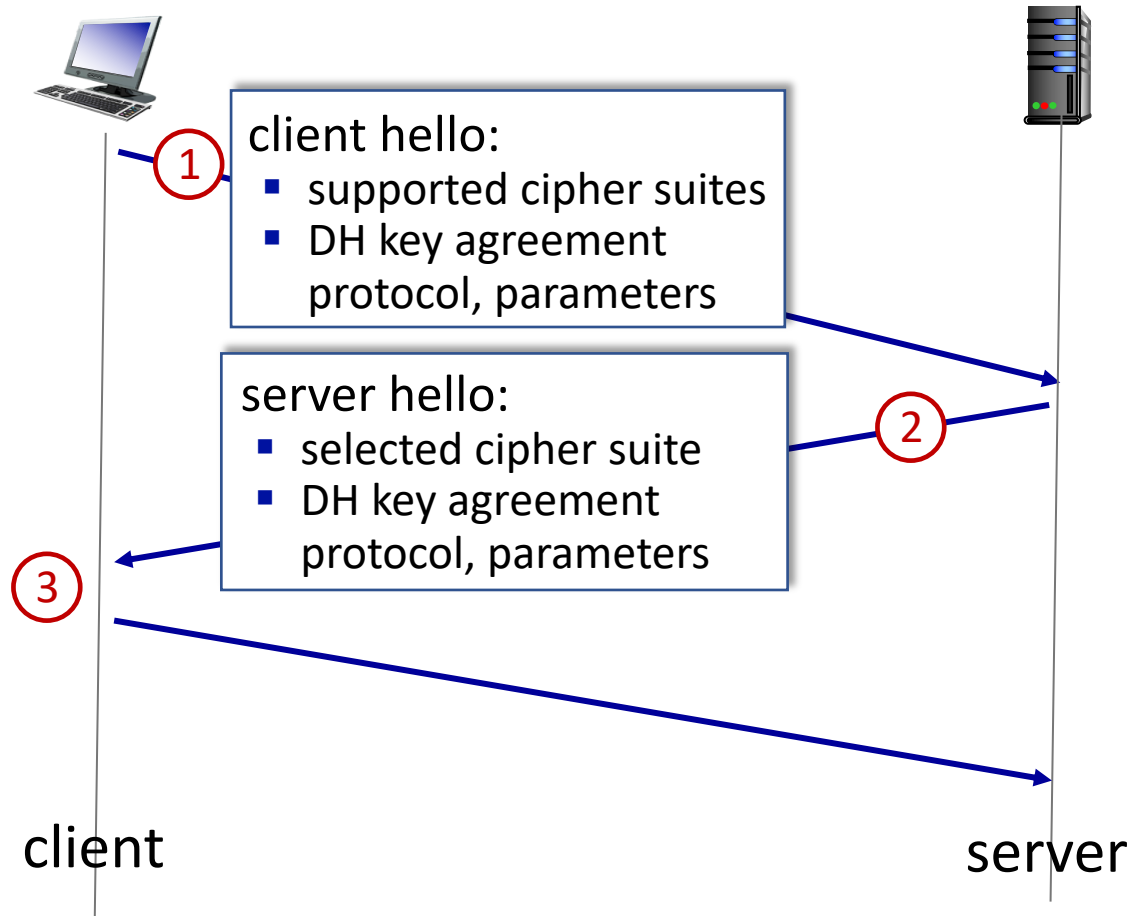 1
client hello:
▪ supported cipher suites
▪ DH key agreement
protocol, parameters
server hello:
▪ selected cipher suite
▪ DH key agreement
protocol, parameters
2
3
client
server